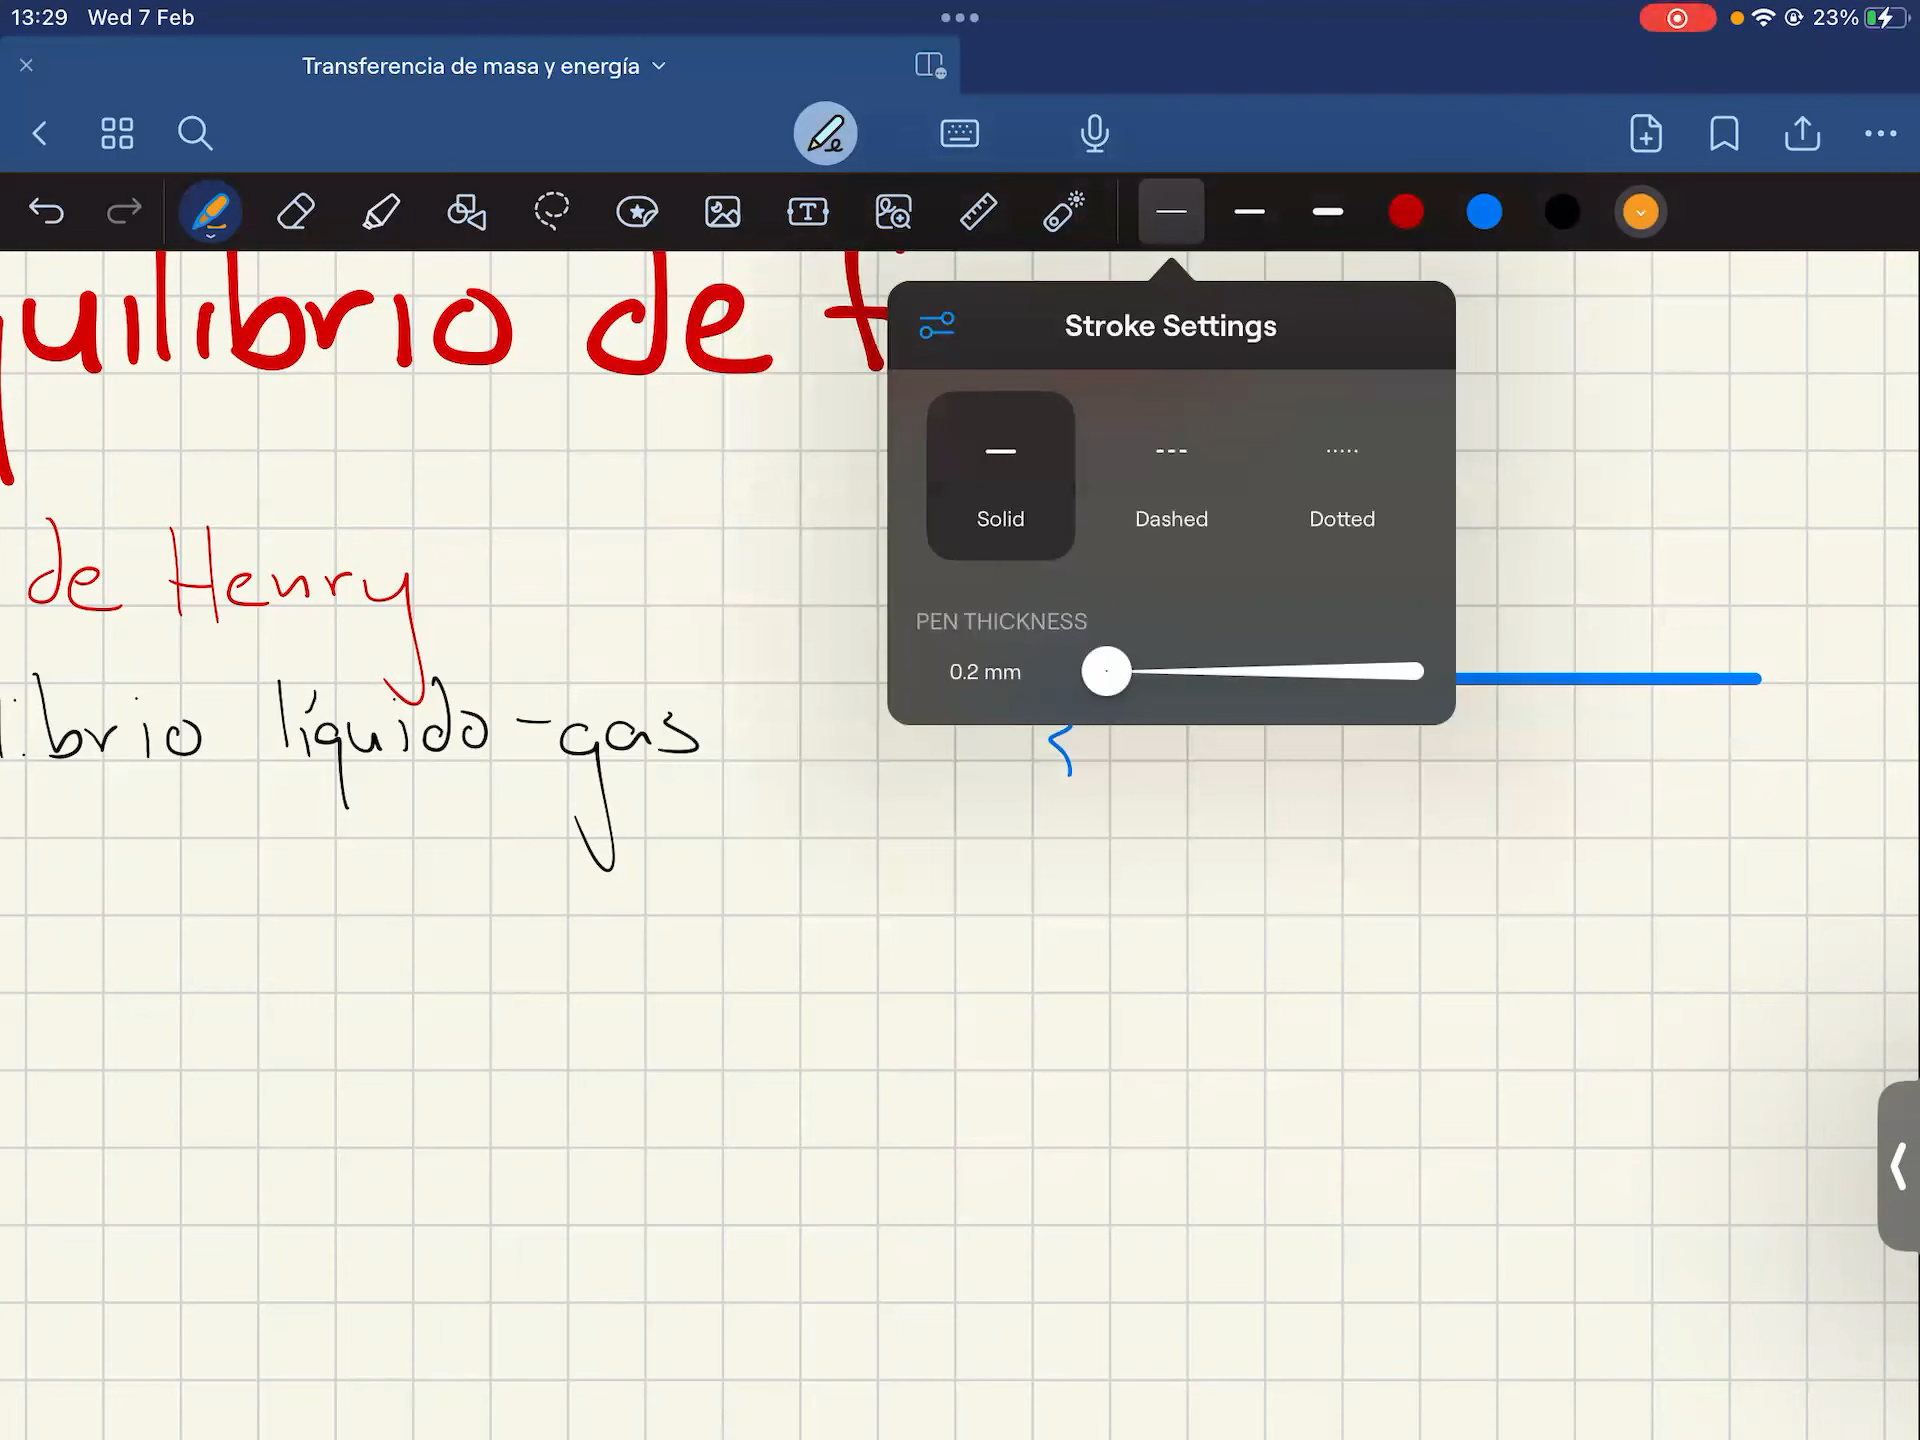 13:29 Wed 7 Feb 23%
Transferencia de masa y energía
quilibrio de f
Stroke Settings
Solid Dashed Dotted
de Henry
PEN THICKNESS
0.2 mm
librio líquido-gas